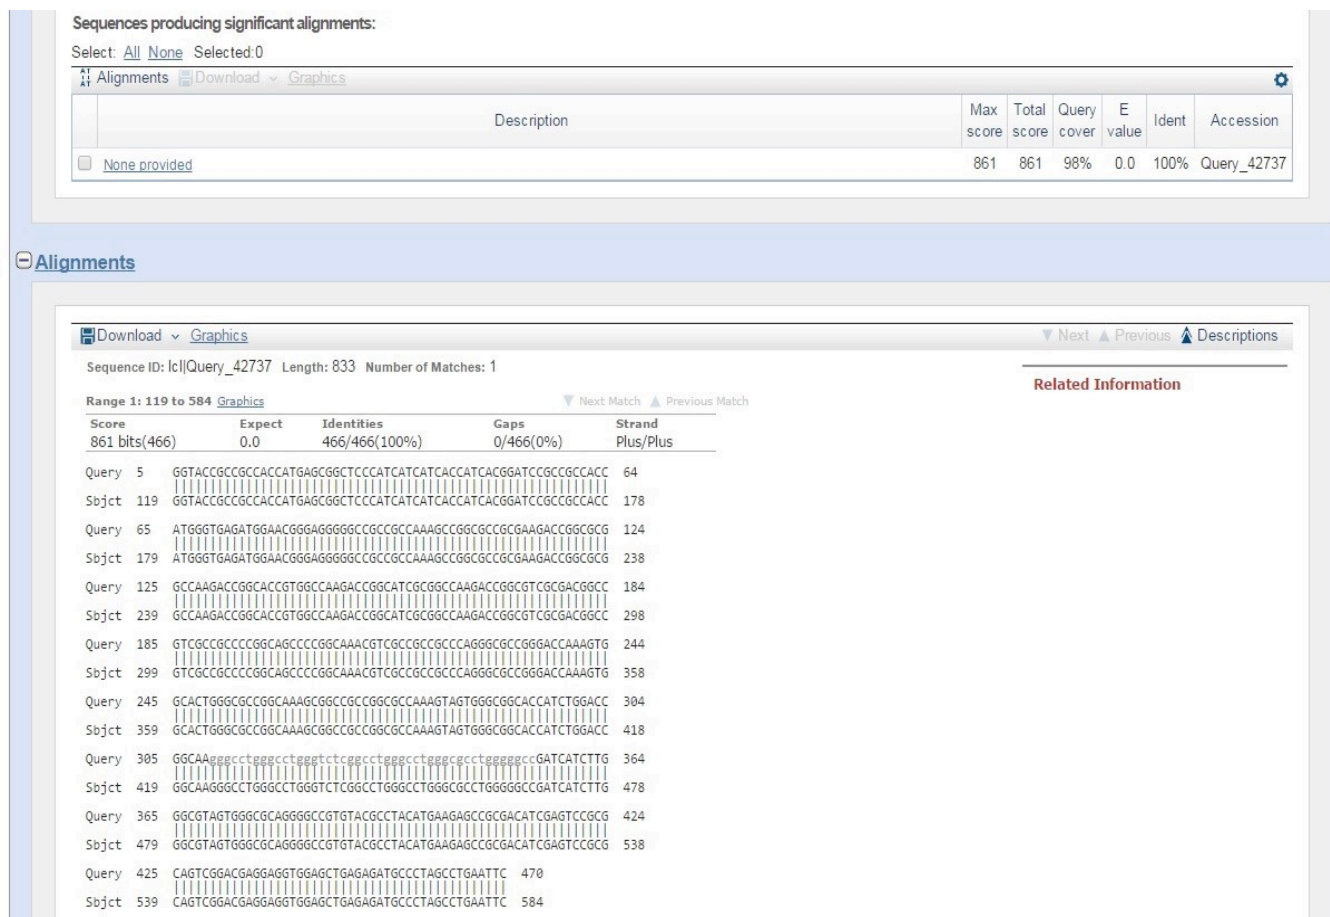 Sequences producing significant alignments:
Select: All None Selected:0
Alignments Download Graphics
Description Max score Total score Query cover E value Ident Accession
None provided 861 861 98% 0.0 100% Query_42737
Alignments
Download Graphics Next Previous Descriptions
Sequence ID: lcl|Query_42737 Length: 833 Number of Matches: 1
Related Information
Range 1: 119 to 584 Graphics Next Match Previous Match
Score Expect Identities Gaps Strand
861 bits(466) 0.0 466/466(100%) 0/466(0%) Plus/Plus
Query 5 GGTACCGCCGCCACCATGAGCGGCTCCCATCATCATCACCATCACGGATCCGCCGCCACC 64
Sbjct 119 GGTACCGCCGCCACCATGAGCGGCTCCCATCATCATCACCATCACGGATCCGCCGCCACC 178
Query 65 ATGGGTGAGATGGAACGGGAGGGGGCCGCCGCCAAAGCCGGCGCCGCGAAGACCGGCGCG 124
Sbjct 179 ATGGGTGAGATGGAACGGGAGGGGGCCGCCGCCAAAGCCGGCGCCGCGAAGACCGGCGCG 238
Query 125 GCCAAGACCGGCACCGTGGCCAAGACCGGCATCGCGGCCAAGACCGGCGTCGCGACGGCC 184
Sbjct 239 GCCAAGACCGGCACCGTGGCCAAGACCGGCATCGCGGCCAAGACCGGCGTCGCGACGGCC 298
Query 185 GTCGCCGCCCCGGCAGCCCCGGCAAACGTCGCCGCCGCCCAGGGCGCCGGGACCAAAGTG 244
Sbjct 299 GTCGCCGCCCCGGCAGCCCCGGCAAACGTCGCCGCCGCCCAGGGCGCCGGGACCAAAGTG 358
Query 245 GCACTGGGCGCCGGCAAAGCGGCCGCCGGCGCCAAAGTAGTGGGCGGCACCATCTGGACC 304
Sbjct 359 GCACTGGGCGCCGGCAAAGCGGCCGCCGGCGCCAAAGTAGTGGGCGGCACCATCTGGACC 418
Query 305 GGCAAgggcctgggcctgggtctcggcctgggcctgggcgcctgggggccGATCATCTTG 364
Sbjct 419 GGCAAGGGCCTGGGCCTGGGTCTCGGCCTGGGCCTGGGCGCCTGGGGGCCGATCATCTTG 478
Query 365 GGCGTAGTGGGCGCAGGGGCCGTGTACGCCTACATGAAGAGCCGCGACATCGAGTCCGCG 424
Sbjct 479 GGCGTAGTGGGCGCAGGGGCCGTGTACGCCTACATGAAGAGCCGCGACATCGAGTCCGCG 538
Query 425 CAGTCGGACGAGGAGGTGGAGCTGAGAGATGCCCTAGCCTGAATTC 470
Sbjct 539 CAGTCGGACGAGGAGGTGGAGCTGAGAGATGCCCTAGCCTGAATTC 584